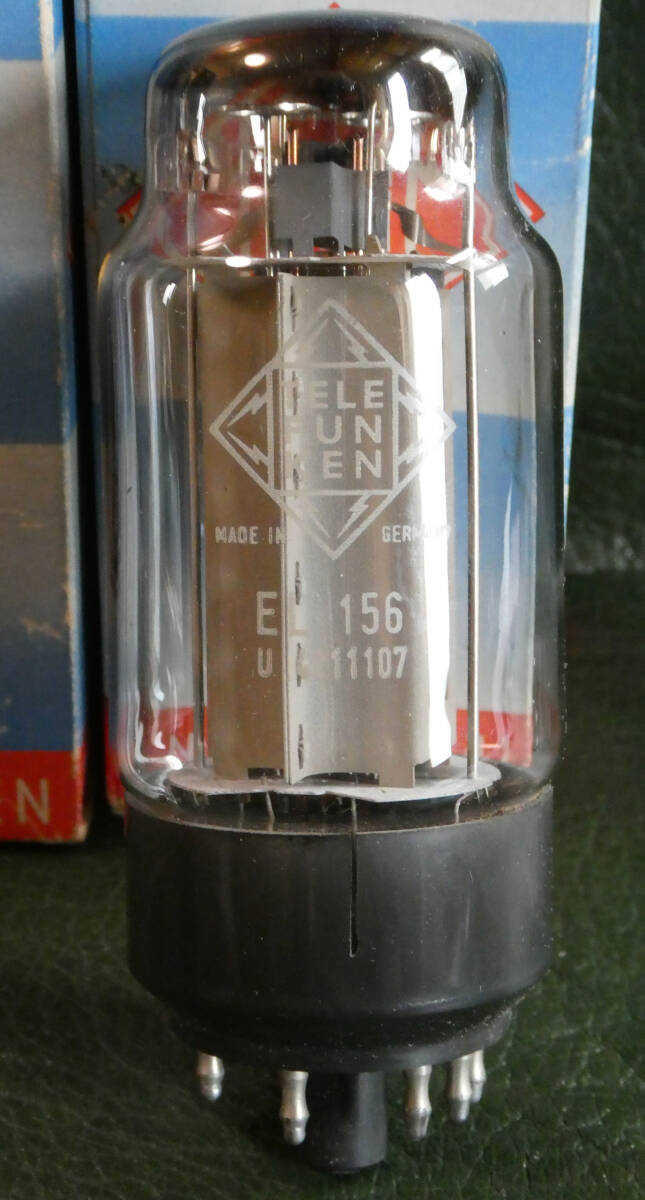 TELE
FUN
KEN
MADE IN GERMANY
EL 156
11107
N